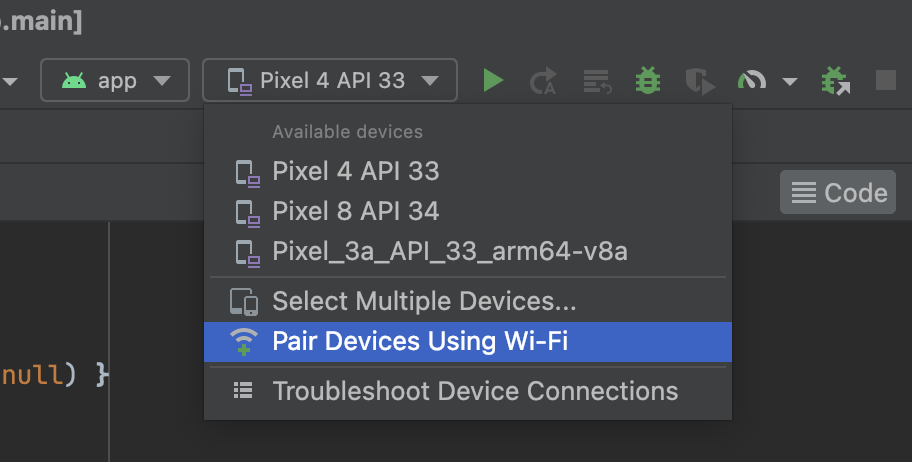 .main]
app
Pixel 4 API 33
Available devices
Pixel 4 API 33
Pixel 8 API 34
Pixel_3a_API_33_arm64-v8a
Code
Select Multiple Devices...
Pair Devices Using Wi-Fi
null) }
Troubleshoot Device Connections